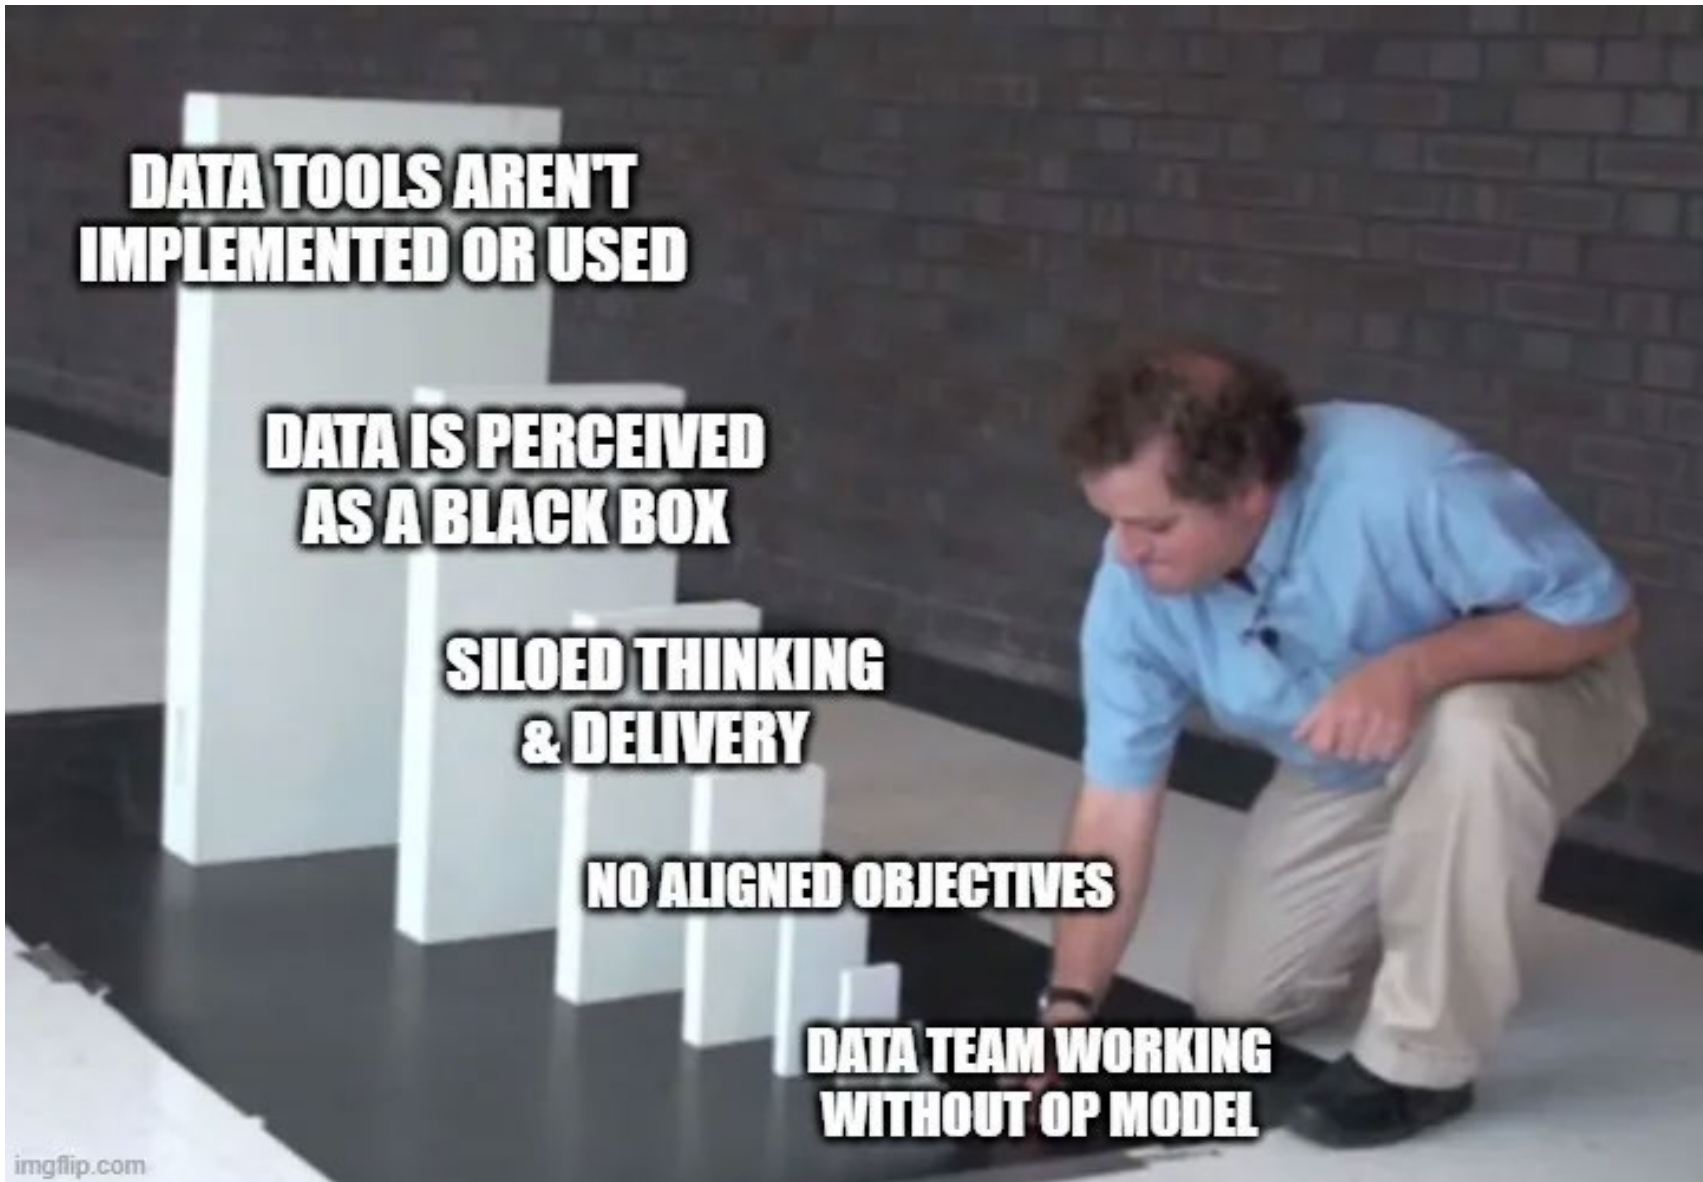 DATA TOOLS AREN'T
IMPLEMENTED OR USED
DATA IS PERCEIVED
AS A BLACK BOX
SILOED THINKING
& DELIVERY
NO ALIGNED OBJECTIVES
DATA TEAM WORKING
WITHOUT OP MODEL
imgflip.com